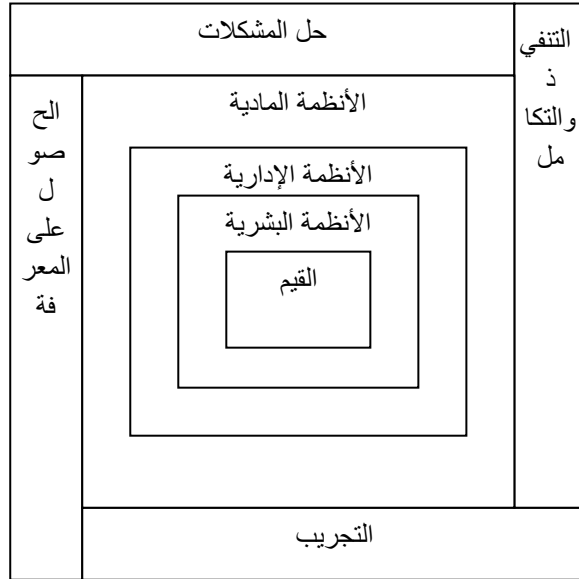 حل المشكلات
التنفي
ذ
والتكا
مل
الأنظمة المادية
الح
صو
ل
على
المعر
فة
الأنظمة الإدارية
الأنظمة البشرية
القيم
التجريب